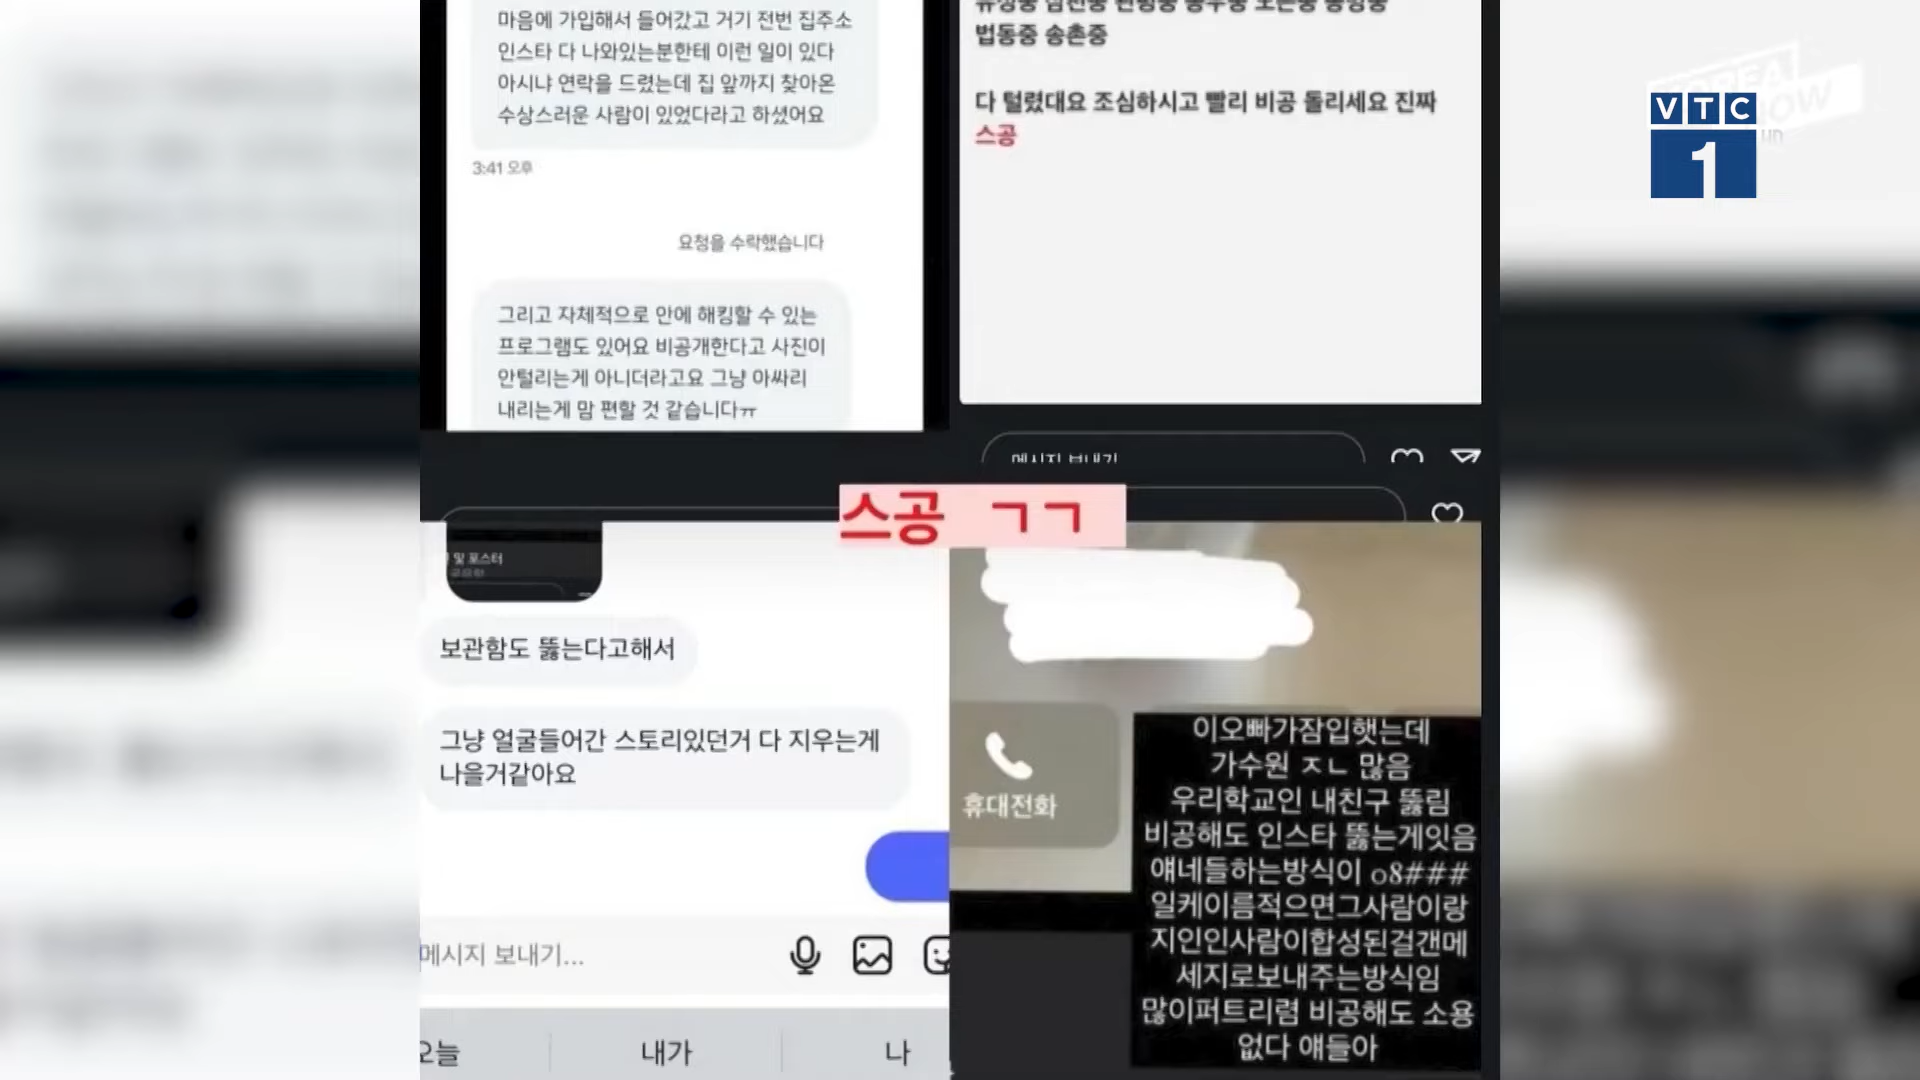 마음에 가입해서 들어갔고 거기 전번 집주소
인스타 다 나와있는분한테 이런 일이 있다
아시냐 연락을 드렸는데 집 앞까지 찾아온
수상스러운 사람이 있었다라고 하셨어요
3:41 오후
요청을 수락했습니다
그리고 자체적으로 안에 해킹할 수 있는
프로그램도 있어요 비공개한다고 사진이
안털리는게 아니더라고요 그냥 아싸리
내리는게 맘 편할 것 같습니다ㅠ
법동중 송촌중
다 털렸대요 조심하시고 빨리 비공 돌리세요 진짜
스공
메시지 보내기
VTC
1
스공 ㄱㄱ
및 포스터
보관함도 뚫는다고해서
그냥 얼굴들어간 스토리있던거 다 지우는게
나을거같아요
메시지 보내기...
오늘
내가
나
휴대전화
이오빠가잠입햇는데
가수원 ㅈㄴ 많음
우리학교인 내친구 뚫림
비공해도 인스타 뚫는게잇음
얘네들하는방식이 08###
일케이름적으면그사람이랑
지인인사람이합성된걸갠메
세지로보내주는방식임
많이퍼트리렴 비공해도 소용
없다 얘들아